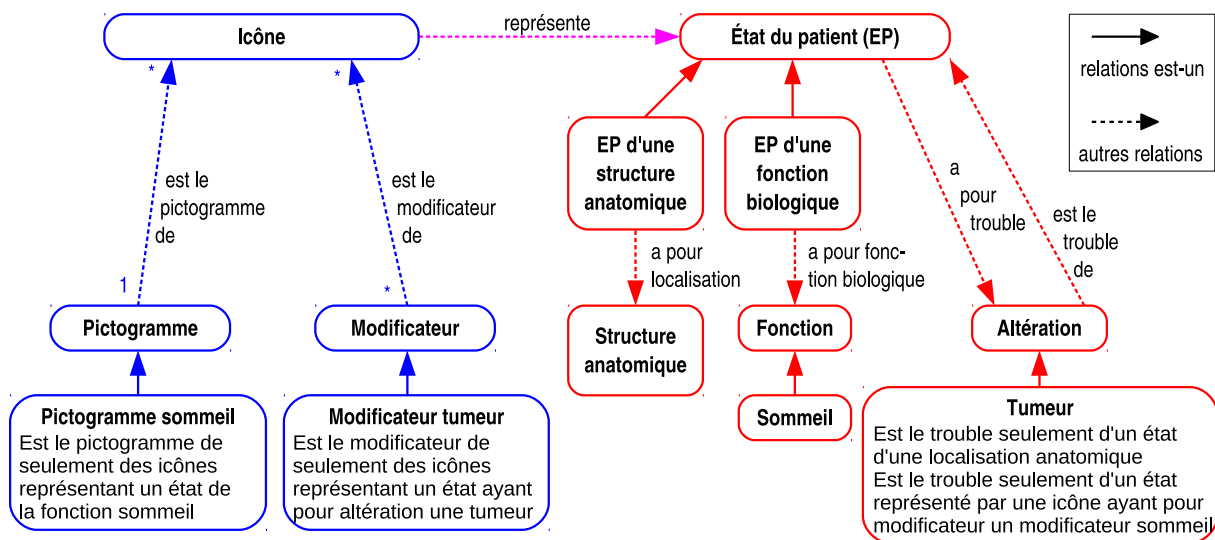 représente
Icône
État du patient (EP)
relations est-un
autres relations
*
*
est le
pictogramme
de
est le
modificateur
de
EP d'une
structure
anatomique
EP d'une
fonction
biologique
a
pour
trouble
est le
trouble
de
a pour
localisation
a pour fonc-
tion biologique
1
*
Pictogramme
Modificateur
Structure
anatomique
Fonction
Altération
Pictogramme sommeil
Est le pictogramme de
seulement des icônes
représentant un état de
la fonction sommeil
Modificateur tumeur
Est le modificateur de
seulement des icônes
représentant un état ayant
pour altération une tumeur
Sommeil
Tumeur
Est le trouble seulement d'un état
d'une localisation anatomique
Est le trouble seulement d'un état
représenté par une icône ayant pour
modificateur un modificateur sommeil